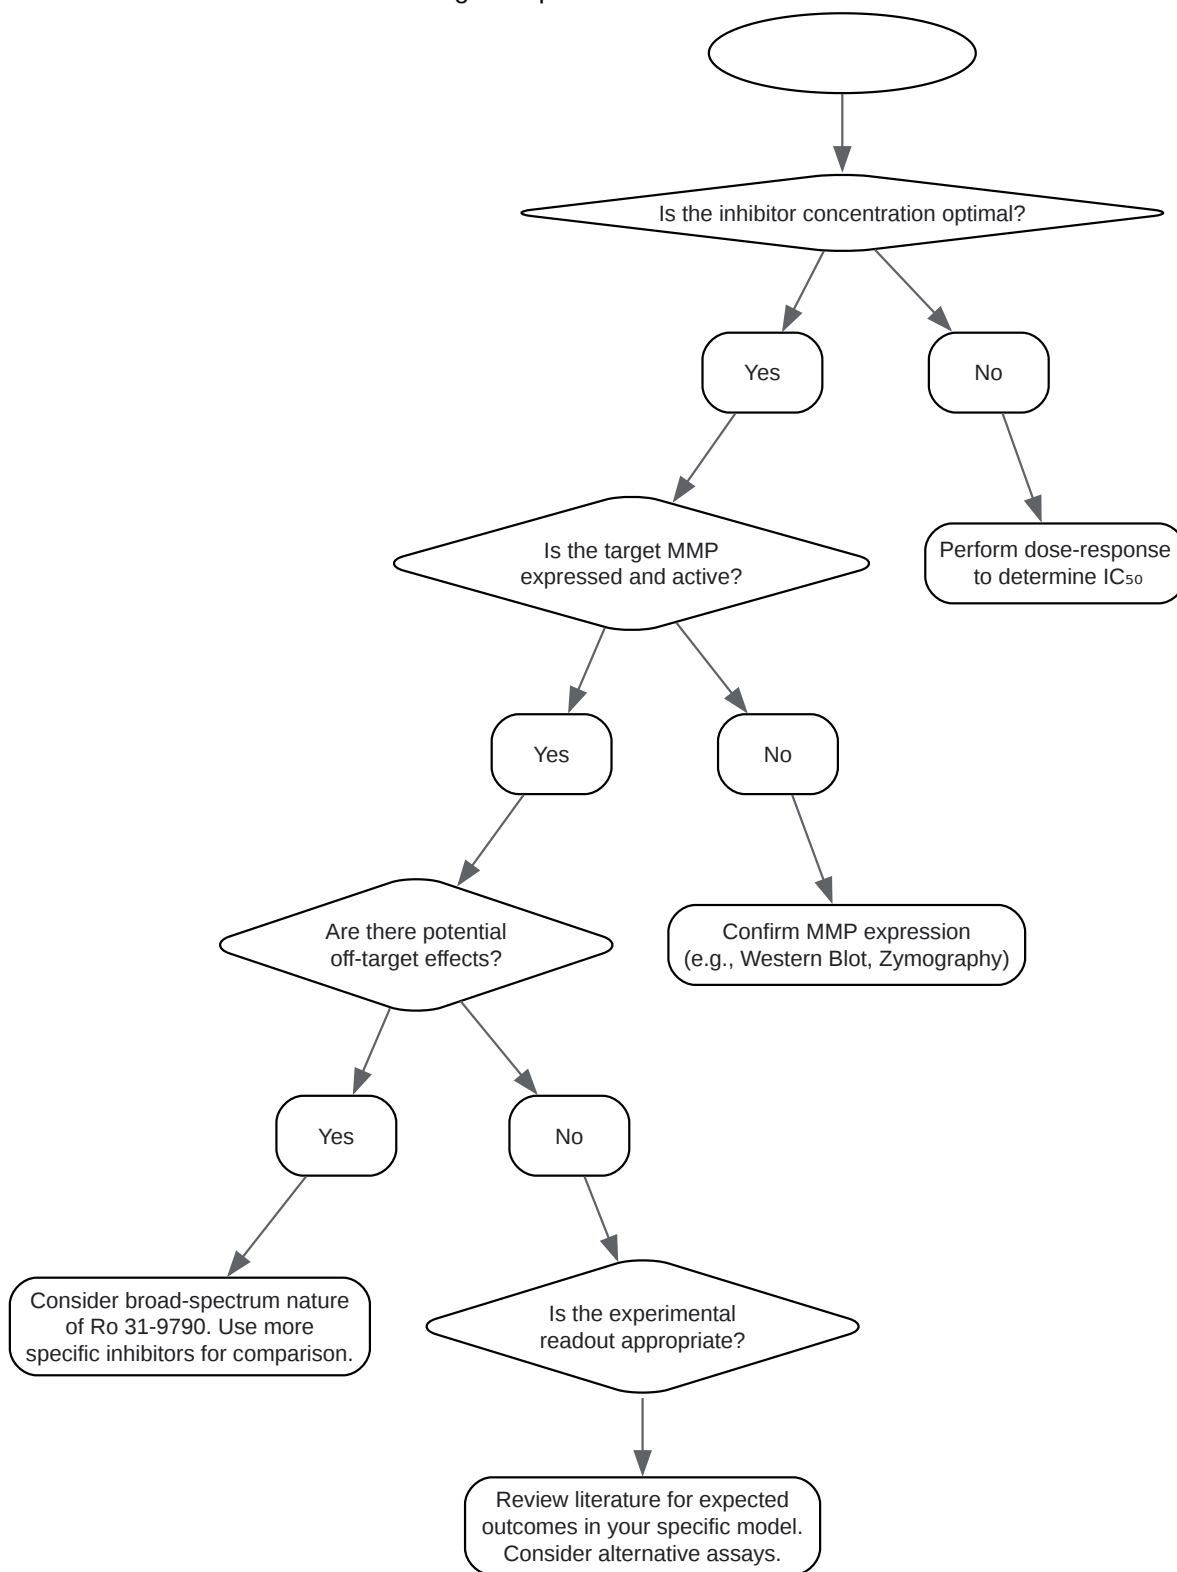 Is the inhibitor concentration optimal?
Yes
No
Is the target MMP
expressed and active?
Perform dose-response
to determine IC₅₀
Yes
No
Are there potential
off-target effects?
Confirm MMP expression
(e.g., Western Blot, Zymography)
Yes
No
Consider broad-spectrum nature
of Ro 31-9790. Use more
specific inhibitors for comparison.
Is the experimental
readout appropriate?
Review literature for expected
outcomes in your specific model.
Consider alternative assays.